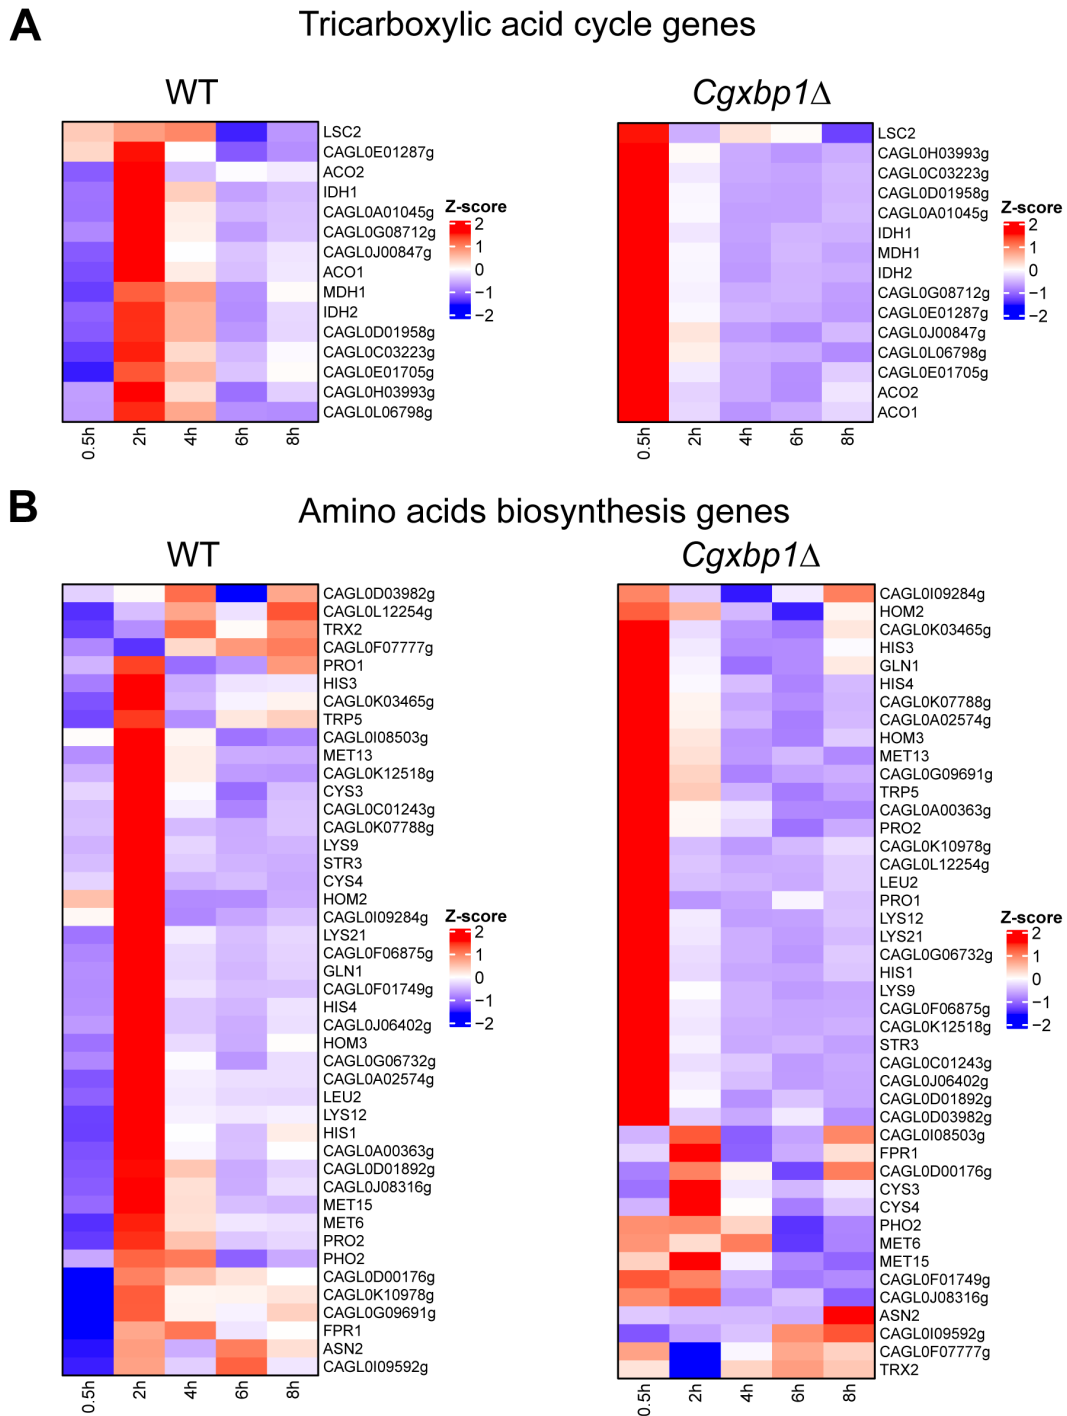 A
Tricarboxylic acid cycle genes
WT
Cgxbp1Δ
LSC2
CAGL0E01287g
ACO2
IDH1
CAGL0A01045g
CAGL0G08712g
CAGL0J00847g
ACO1
MDH1
IDH2
CAGL0D01958g
CAGL0C03223g
CAGL0E01705g
CAGL0H03993g
CAGL0L06798g
0.5h 2h 4h 6h 8h
Z-score
2
1
0
−1
−2
LSC2
CAGL0H03993g
CAGL0C03223g
CAGL0D01958g
CAGL0A01045g
IDH1
MDH1
IDH2
CAGL0G08712g
CAGL0E01287g
CAGL0J00847g
CAGL0L06798g
CAGL0E01705g
ACO2
ACO1
0.5h 2h 4h 6h 8h
Z-score
2
1
0
−1
−2
B
Amino acids biosynthesis genes
WT
Cgxbp1Δ
CAGL0D03982g
CAGL0L12254g
TRX2
CAGL0F07777g
PRO1
HIS3
CAGL0K03465g
TRP5
CAGL0I08503g
MET13
CAGL0K12518g
CYS3
CAGL0C01243g
CAGL0K07788g
LYS9
STR3
CYS4
HOM2
CAGL0I09284g
LYS21
CAGL0F06875g
GLN1
CAGL0F01749g
HIS4
CAGL0J06402g
HOM3
CAGL0G06732g
CAGL0A02574g
LEU2
LYS12
HIS1
CAGL0A00363g
CAGL0D01892g
CAGL0J08316g
MET15
MET6
PRO2
PHO2
CAGL0D00176g
CAGL0K10978g
CAGL0G09691g
FPR1
ASN2
CAGL0I09592g
0.5h 2h 4h 6h 8h
Z-score
2
1
0
−1
−2
CAGL0I09284g
HOM2
CAGL0K03465g
HIS3
GLN1
HIS4
CAGL0K07788g
CAGL0A02574g
HOM3
MET13
CAGL0G09691g
TRP5
CAGL0A00363g
PRO2
CAGL0K10978g
CAGL0L12254g
LEU2
PRO1
LYS12
LYS21
CAGL0G06732g
HIS1
LYS9
CAGL0F06875g
CAGL0K12518g
STR3
CAGL0C01243g
CAGL0J06402g
CAGL0D01892g
CAGL0D03982g
CAGL0I08503g
FPR1
CAGL0D00176g
CYS3
CYS4
PHO2
MET6
MET15
CAGL0F01749g
CAGL0J08316g
ASN2
CAGL0I09592g
CAGL0F07777g
TRX2
0.5h 2h 4h 6h 8h
Z-score
2
1
0
−1
−2